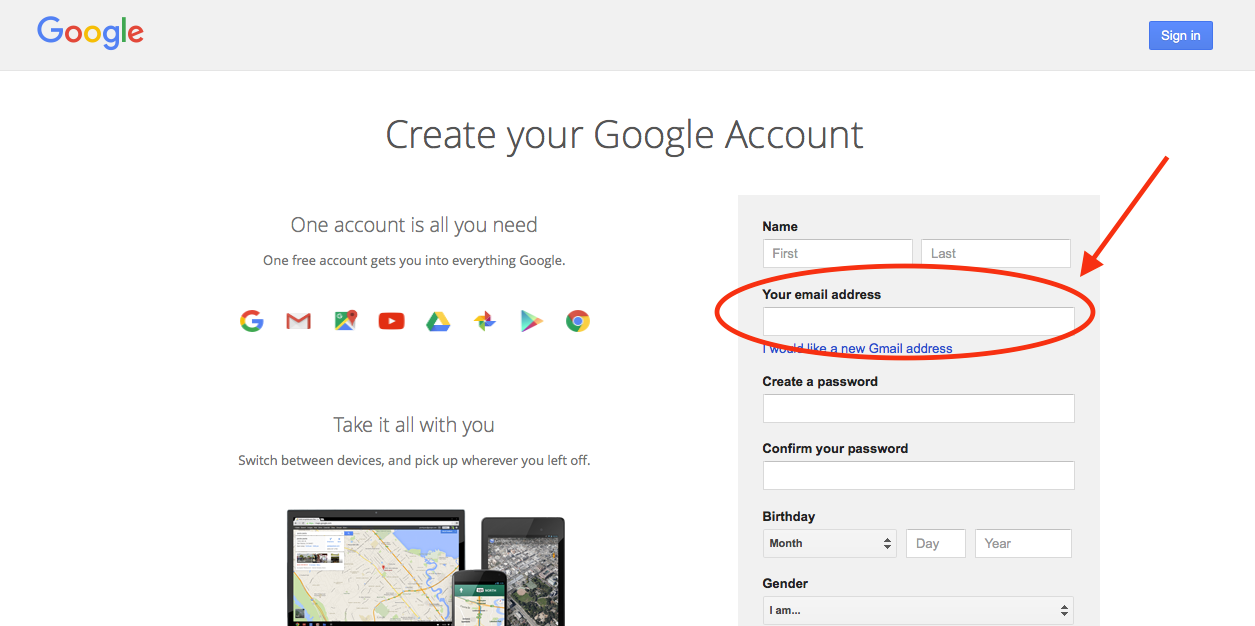 Google
Sign in
Create your Google Account
One account is all you need
One free account gets you into everything Google.
Take it all with you
Switch between devices, and pick up wherever you left off.
Name
First
Last
Your email address
I would like a new Gmail address
Create a password
Confirm your password
Birthday
Month
Day
Year
Gender
I am...